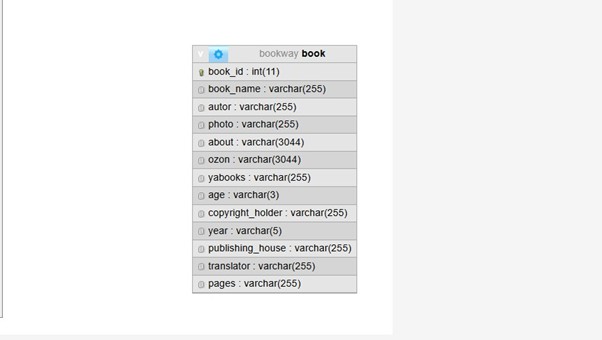 bookway book
book_id : int(11)
book_name : varchar(255)
autor : varchar(255)
photo : varchar(255)
about : varchar(3044)
ozon : varchar(3044)
yabooks : varchar(255)
age : varchar(3)
copyright_holder : varchar(255)
year : varchar(5)
publishing_house : varchar(255)
translator : varchar(255)
pages : varchar(255)